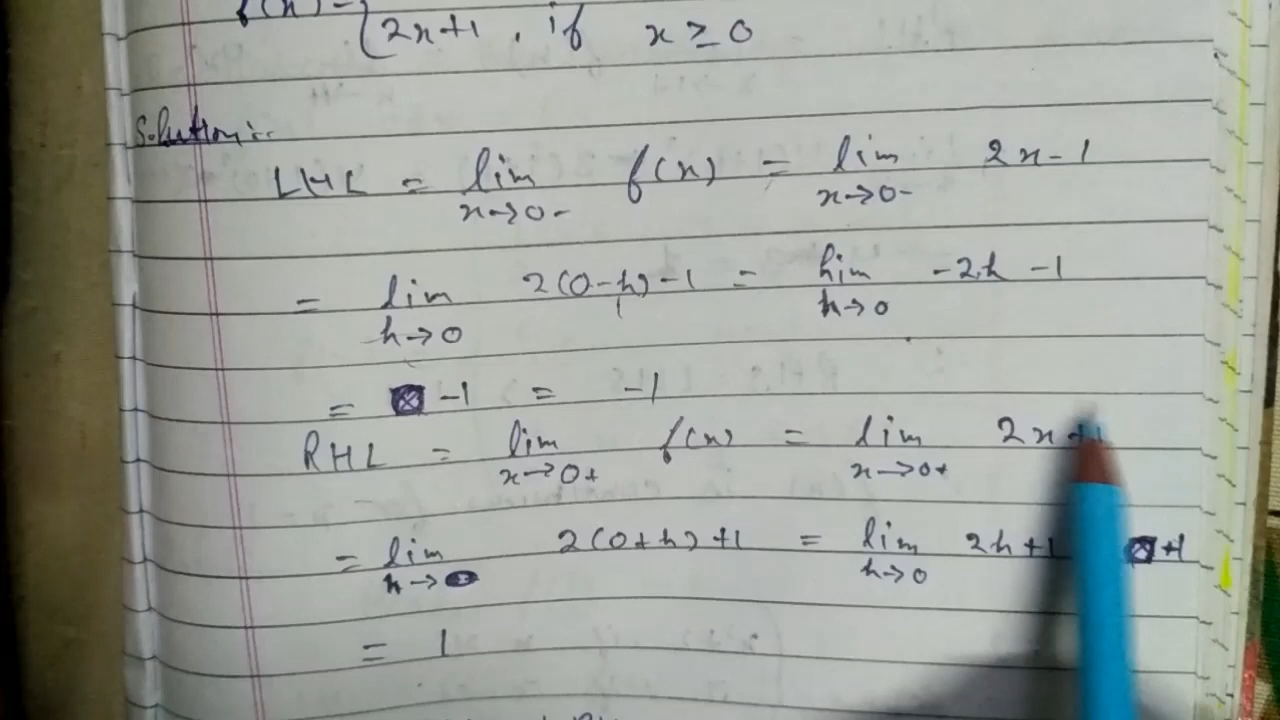 f(x) = { 2x+1 , if x ≥ 0
Solution:-
LHL = lim x→0- f(x) = lim x→0- 2x-1
= lim h→0 2(0-h)-1 = lim h→0 -2h -1
= -1 = -1
RHL = lim x→0+ f(x) = lim x→0+ 2x+1
= lim h→0 2(0+h)+1 = lim h→0 2h+1 +1
= 1